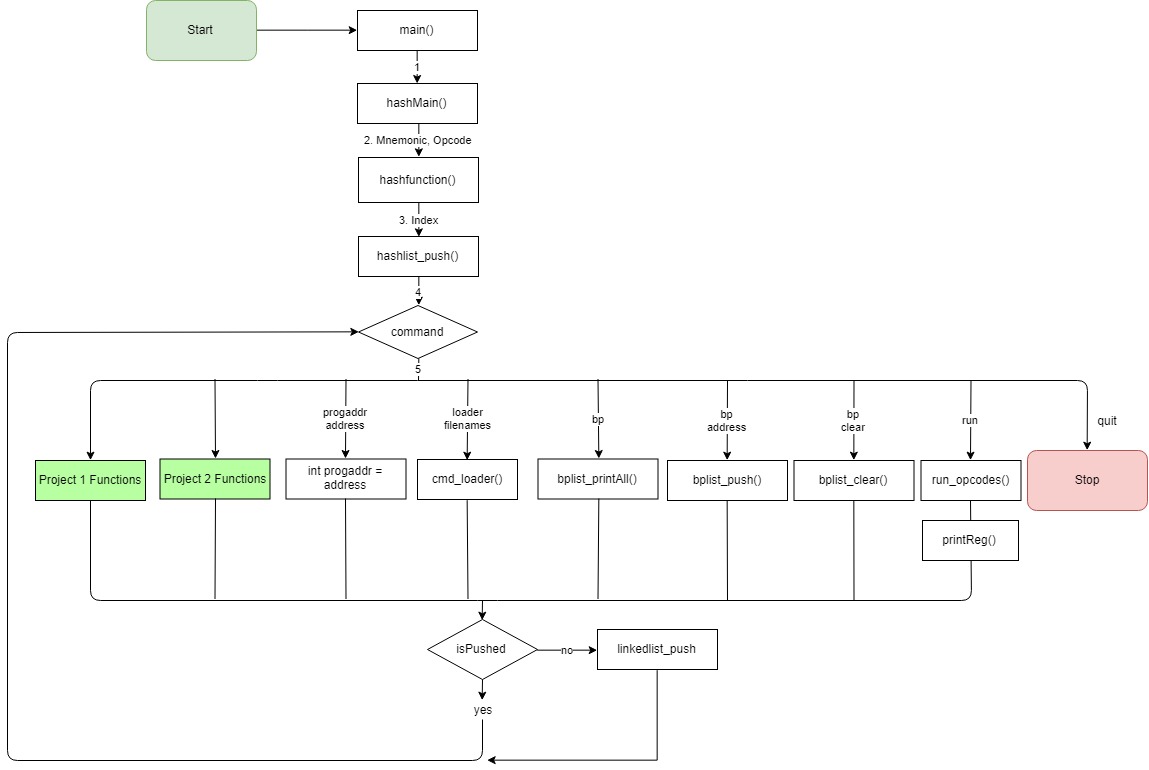 Start
main()
1
hashMain()
2. Mnemonic, Opcode
hashfunction()
3. Index
hashlist_push()
4
command
5
progaddr
address
loader
filenames
bp
bp
address
bp
clear
run
quit
Project 1 Functions
Project 2 Functions
int progaddr =
address
cmd_loader()
bplist_printAll()
bplist_push()
bplist_clear()
run_opcodes()
Stop
printReg()
isPushed
no
linkedlist_push
yes